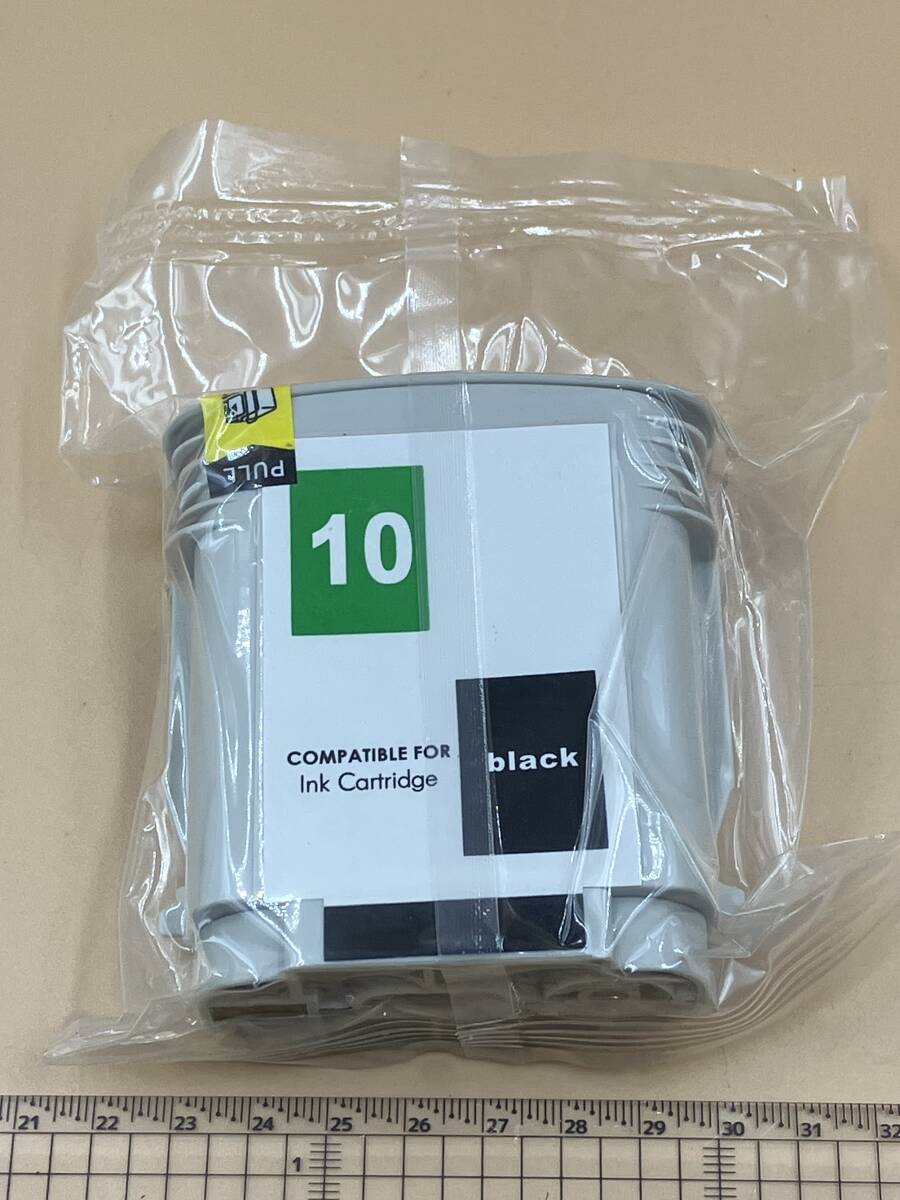 PULL
10
COMPATIBLE FOR
Ink Cartridge
black
21 22 23 24 25 26 27 28 29 30 31 32
1